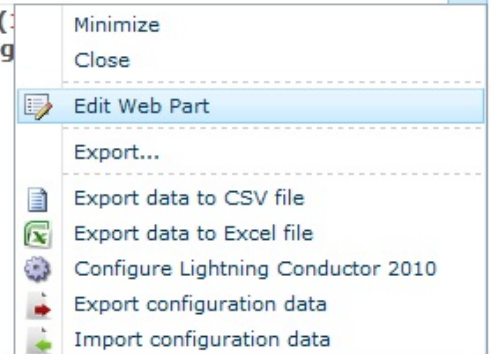 Minimize
Close
Edit Web Part
Export...
Export data to CSV file
Export data to Excel file
Configure Lightning Conductor 2010
Export configuration data
Import configuration data